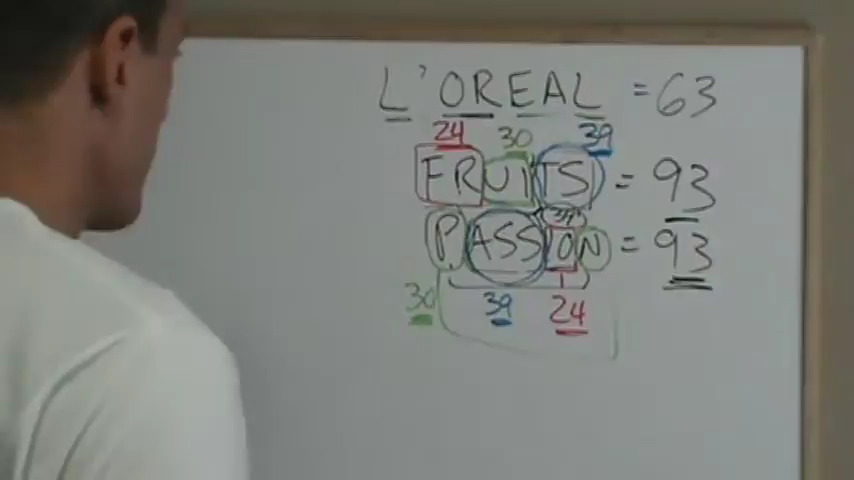 L'OREAL = 63
24 30 39
FRUITS = 93
PASSION = 93
30 39 24